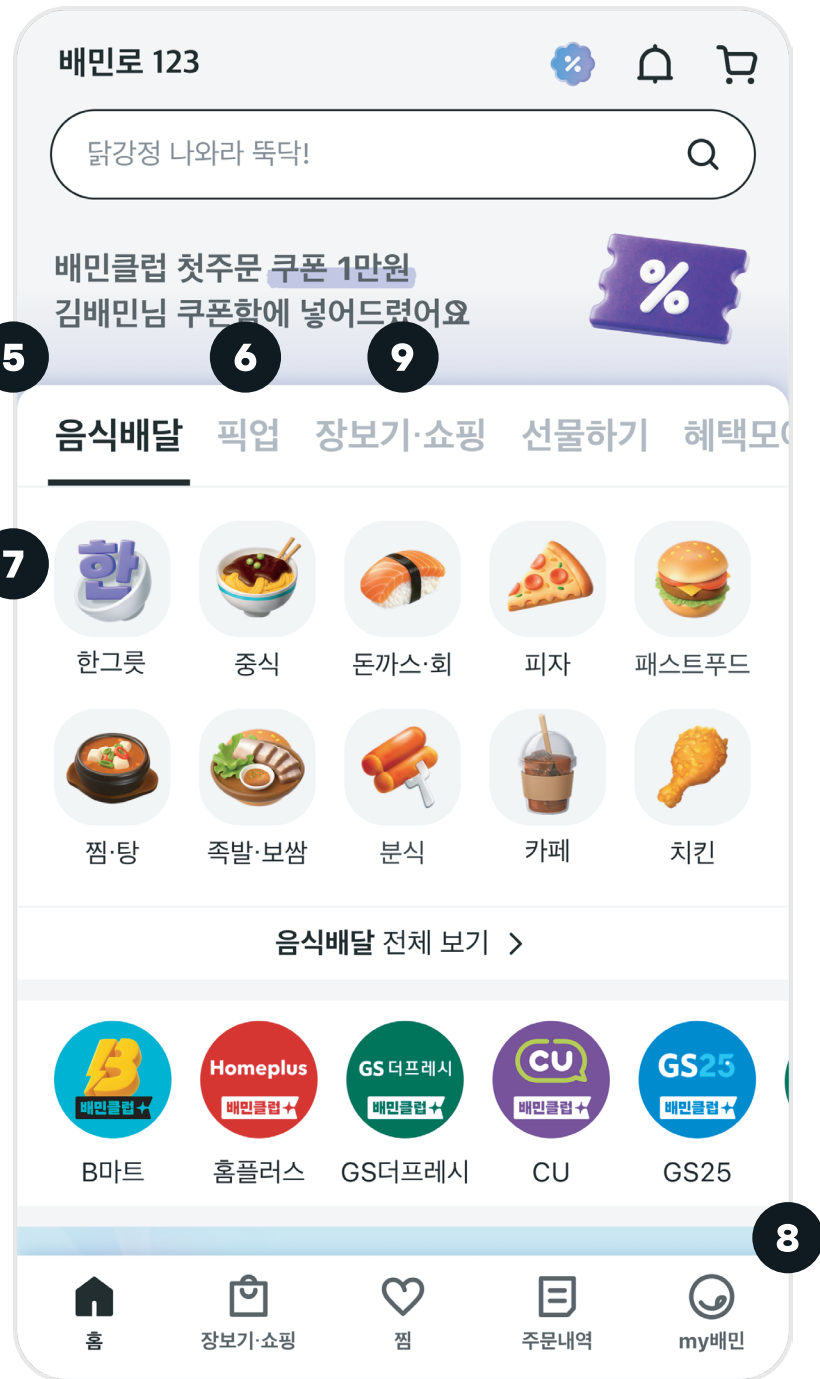 배민로 123
%
닭강정 나와라 뚝딱!
배민클럽 첫주문 쿠폰 1만원
김배민님 쿠폰함에 넣어드렸어요
%
5
6
9
음식배달 픽업 장보기·쇼핑 선물하기 혜택모
7
한
한그릇 중식 돈까스·회 피자 패스트푸드
찜·탕 족발·보쌈 분식 카페 치킨
음식배달 전체 보기 >
B Homeplus GS 더프레시 CU GS25
배민클럽 배민클럽 배민클럽 배민클럽 배민클럽
B마트 홈플러스 GS더프레시 CU GS25
8
홈 장보기·쇼핑 찜 주문내역 my배민